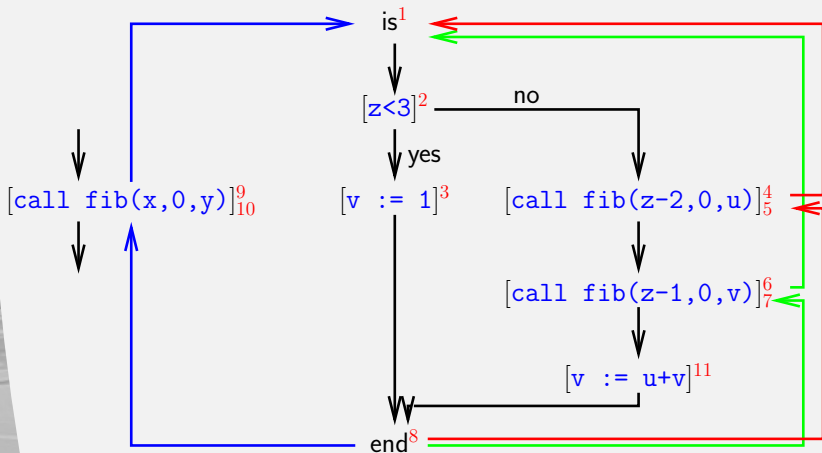 is1
[z<3]2
no
yes
[call fib(x,0,y)]9 10
[v := 1]3
[call fib(z-2,0,u)]4 5
[call fib(z-1,0,v)]6 7
[v := u+v]11
end8